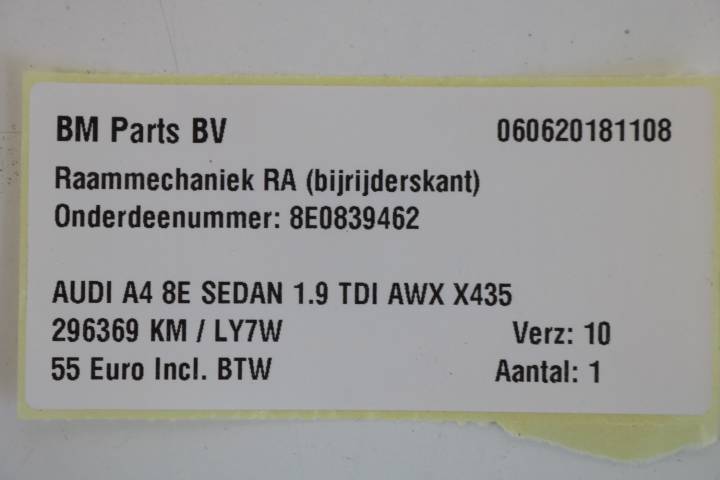 BM Parts BV 060620181108
Raammechaniek RA (bijrijderskant)
Onderdeenummer: 8E0839462
AUDI A4 8E SEDAN 1.9 TDI AWX X435
296369 KM / LY7W Verz: 10
55 Euro Incl. BTW Aantal: 1